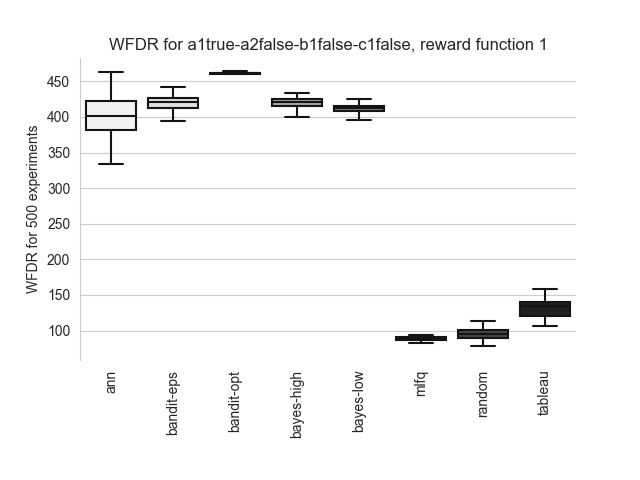 WFDR for a1true-a2false-b1false-c1false, reward function 1
WFDR for 500 experiments
450
400
350
300
250
200
150
100
ann
bandit-eps
bandit-opt
bayes-high
bayes-low
mlfq
random
tableau